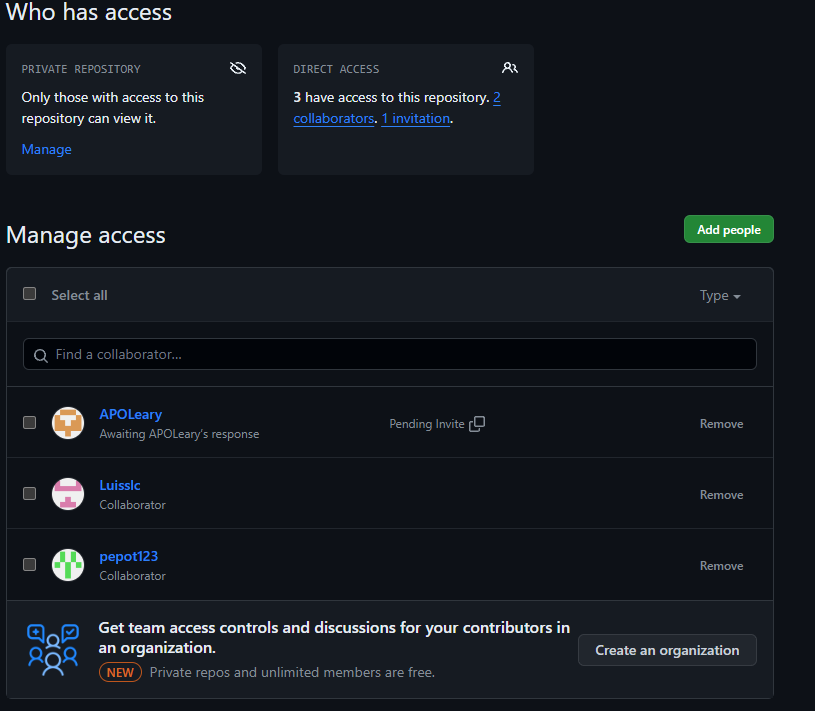 Who has access
PRIVATE REPOSITORY
Only those with access to this
repository can view it.
Manage
DIRECT ACCESS
3 have access to this repository. 2
collaborators. 1 invitation.
Manage access
Add people
Select all
Type
Find a collaborator...
APOLeary
Awaiting APOLeary's response
Pending Invite
Remove
Luisslc
Collaborator
Remove
pepot123
Collaborator
Remove
Get team access controls and discussions for your contributors in
an organization.
NEW Private repos and unlimited members are free.
Create an organization